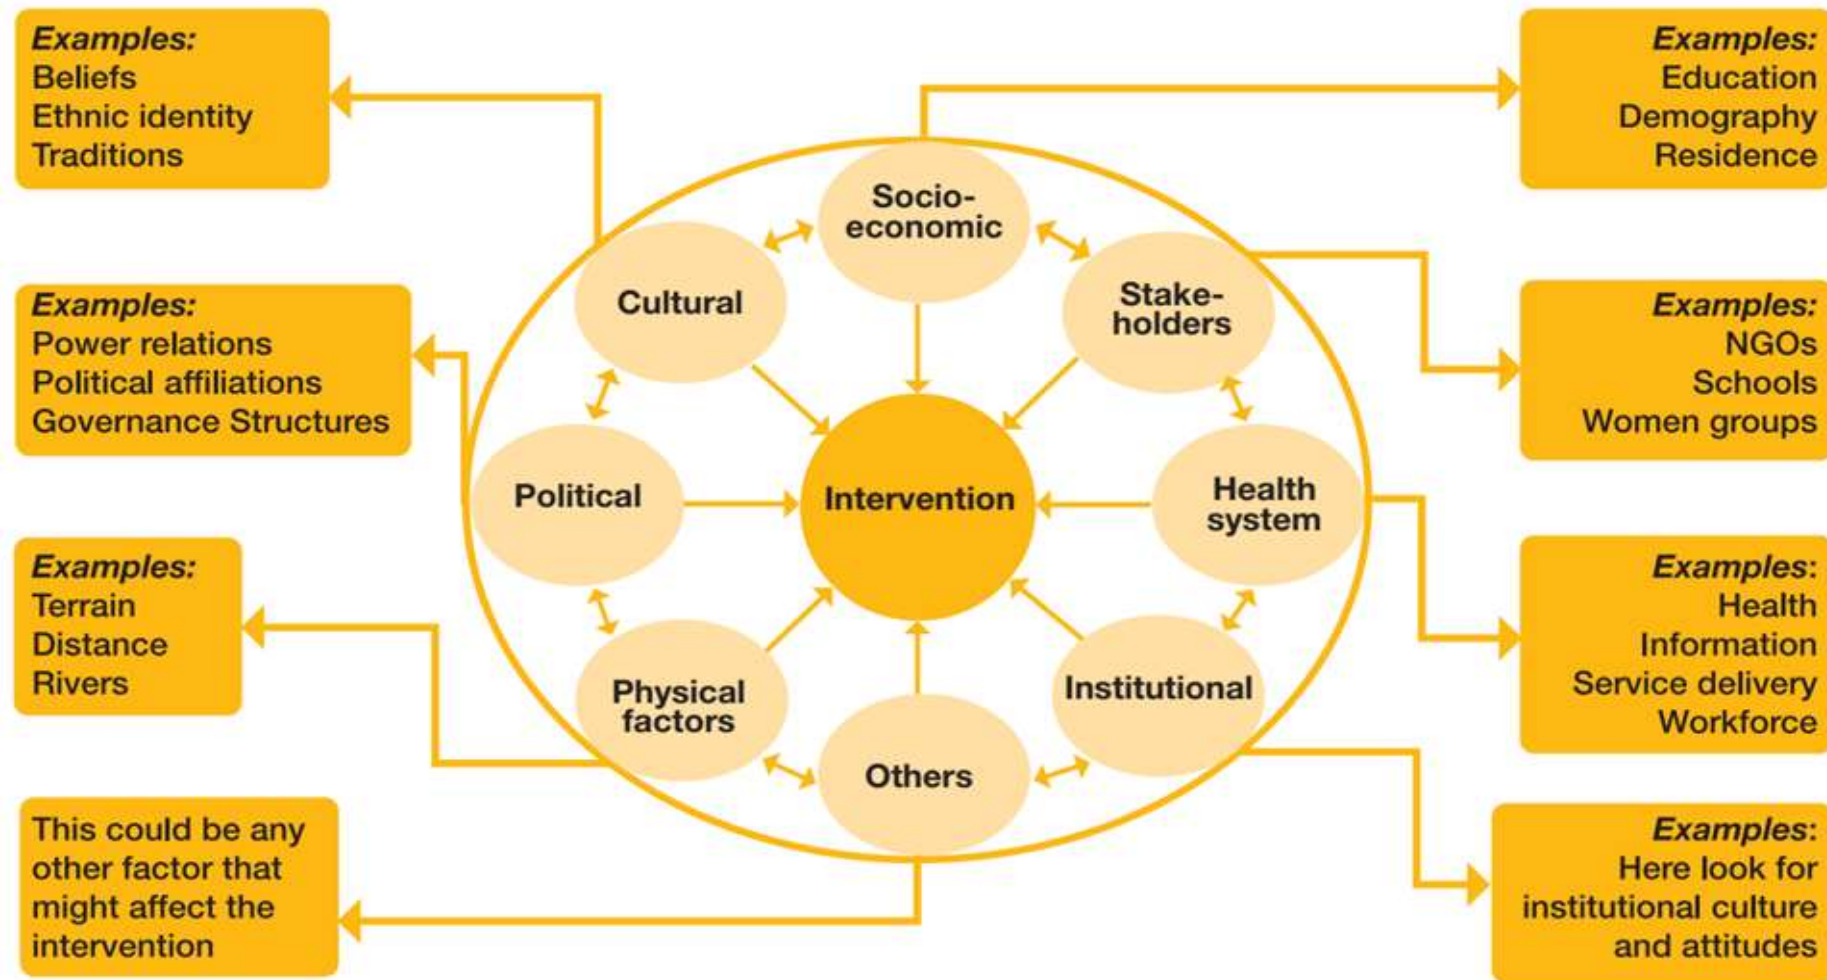 Examples:
Beliefs
Ethnic identity
Traditions
Examples:
Education
Demography
Residence
Socio-
economic
Cultural
Stake-
holders
Examples:
Power relations
Political affiliations
Governance Structures
Examples:
NGOs
Schools
Women groups
Political
Intervention
Health
system
Examples:
Terrain
Distance
Rivers
Examples:
Health
Information
Service delivery
Workforce
Physical
factors
Institutional
Others
This could be any
other factor that
might affect the
intervention
Examples:
Here look for
institutional culture
and attitudes